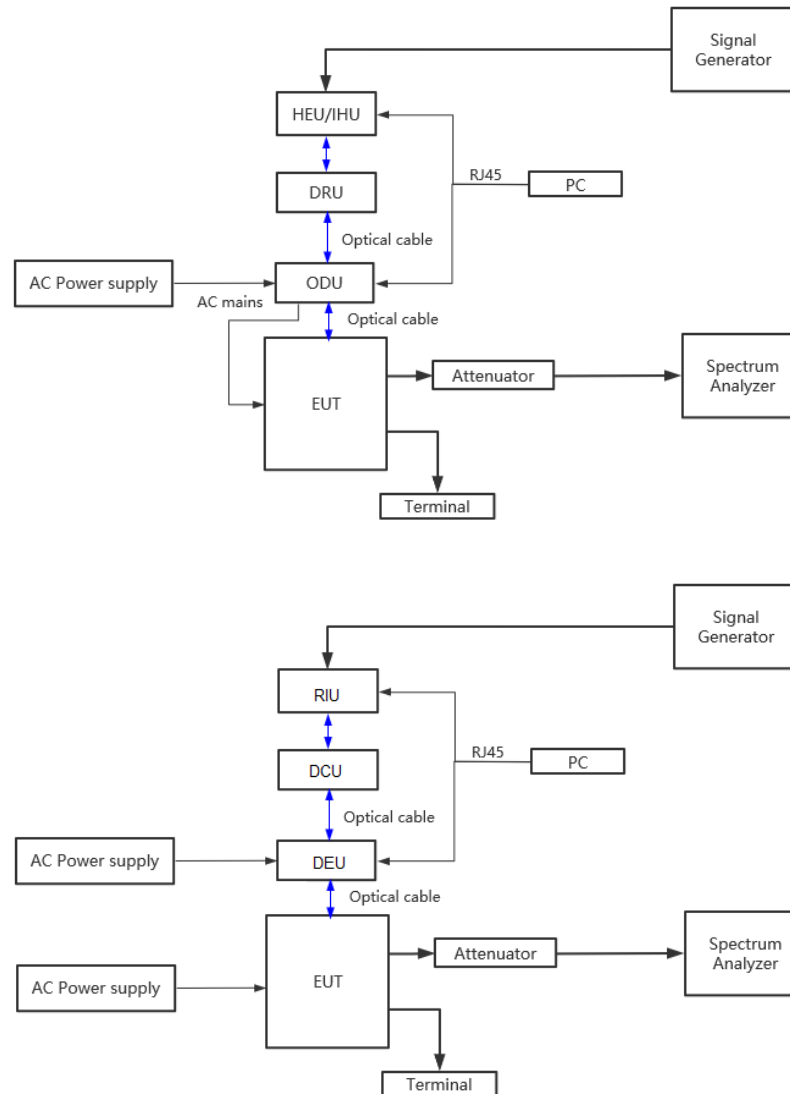 Signal
Generator
HEU/IHU
RJ45
PC
DRU
Optical cable
AC Power supply
ODU
AC mains
Optical cable
EUT
Attenuator
Spectrum
Analyzer
Terminal
Signal
Generator
RIU
RJ45
PC
DCU
Optical cable
AC Power supply
DEU
Optical cable
EUT
Attenuator
Spectrum
Analyzer
AC Power supply
Terminal